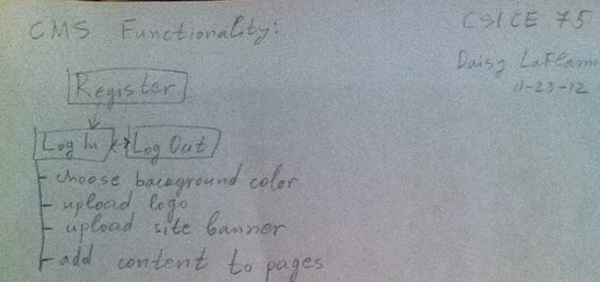 CMS Functionality:
CSICE 75
Daisy
11-23-12
Register
Log In Log Out
- choose background color
- upload logo
- upload site banner
- add content to pages